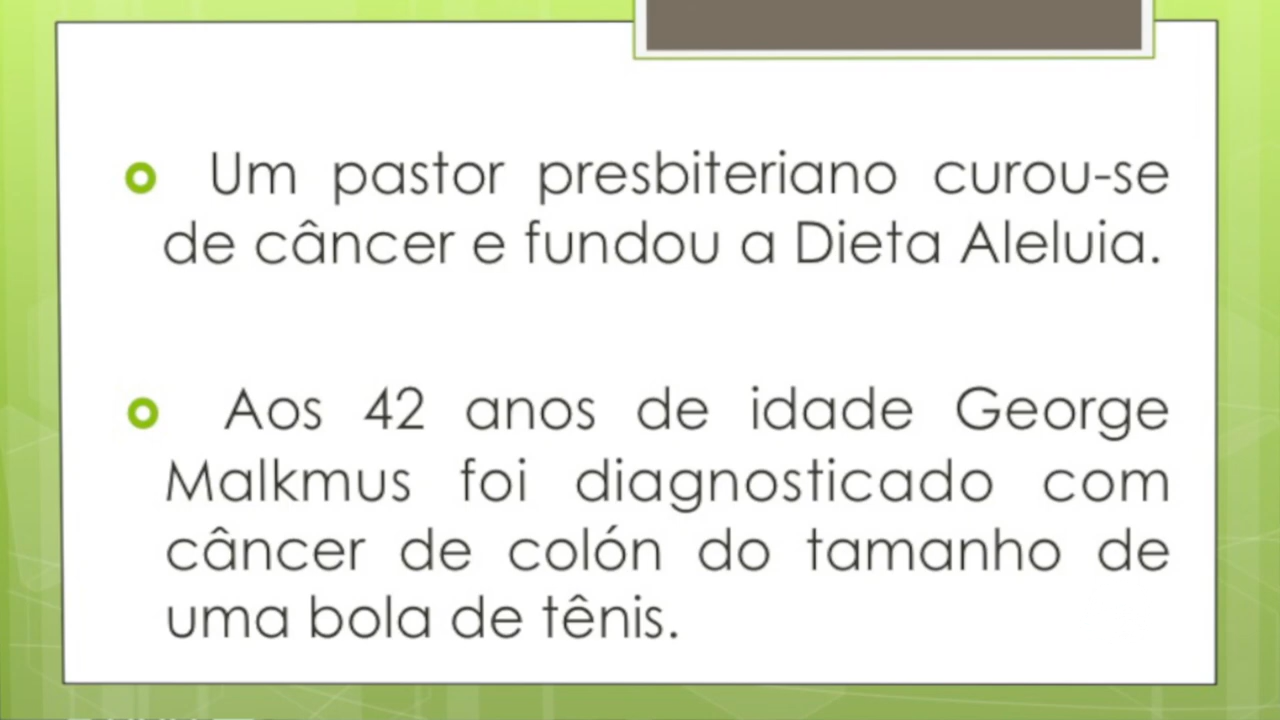 Um pastor presbiteriano curou-se
de câncer e fundou a Dieta Aleluia.
Aos 42 anos de idade George
Malkmus foi diagnosticado com
câncer de colón do tamanho de
uma bola de tênis.